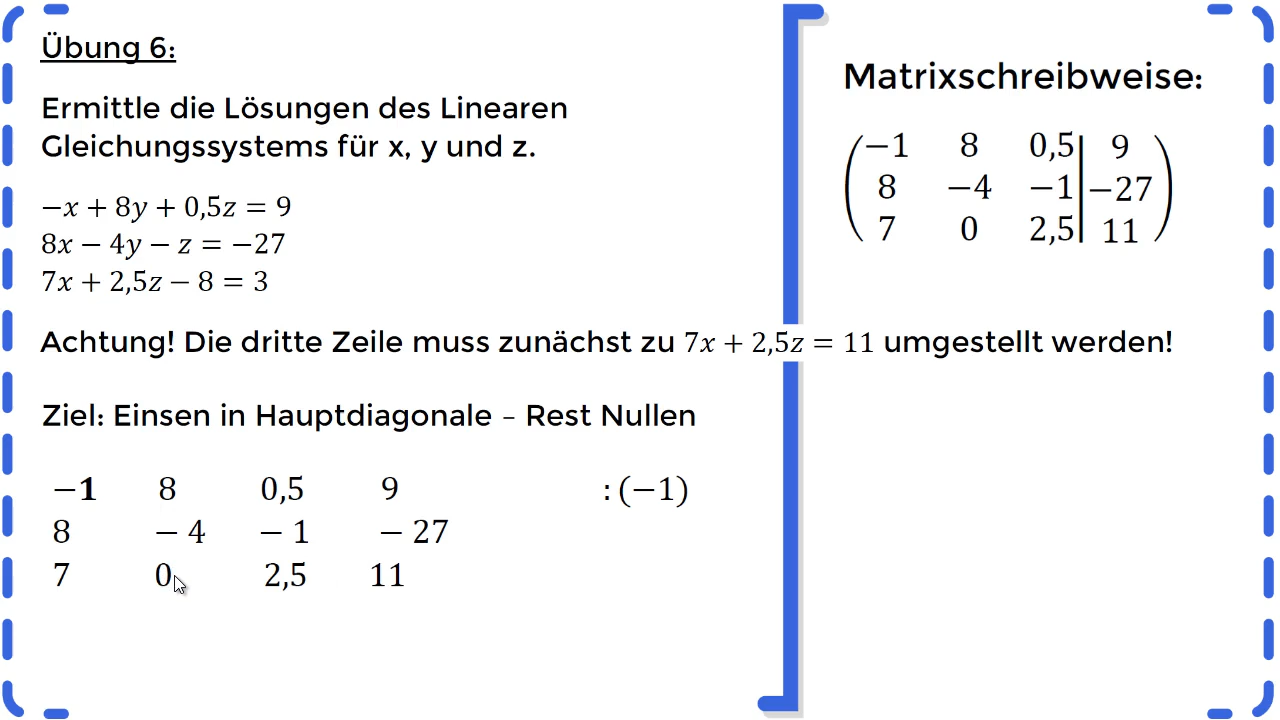 Übung 6:
Ermittle die Lösungen des Linearen
Gleichungssystems für x, y und z.
−x + 8y + 0,5z = 9
8x − 4y − z = −27
7x + 2,5z − 8 = 3
Achtung! Die dritte Zeile muss zunächst zu 7x + 2,5z = 11 umgestellt werden!
Ziel: Einsen in Hauptdiagonale – Rest Nullen
−1 8 0,5 9 :(−1)
8 − 4 − 1 − 27
7 0 2,5 11
Matrixschreibweise:
−1 8 0,5 | 9
8 −4 −1 | −27
7 0 2,5 | 11